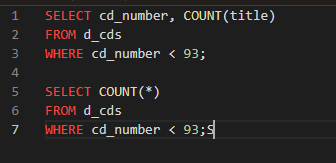 1 SELECT cd_number, COUNT(title)
2 FROM d_cds
3 WHERE cd_number < 93;
4
5 SELECT COUNT(*)
6 FROM d_cds
7 WHERE cd_number < 93;S